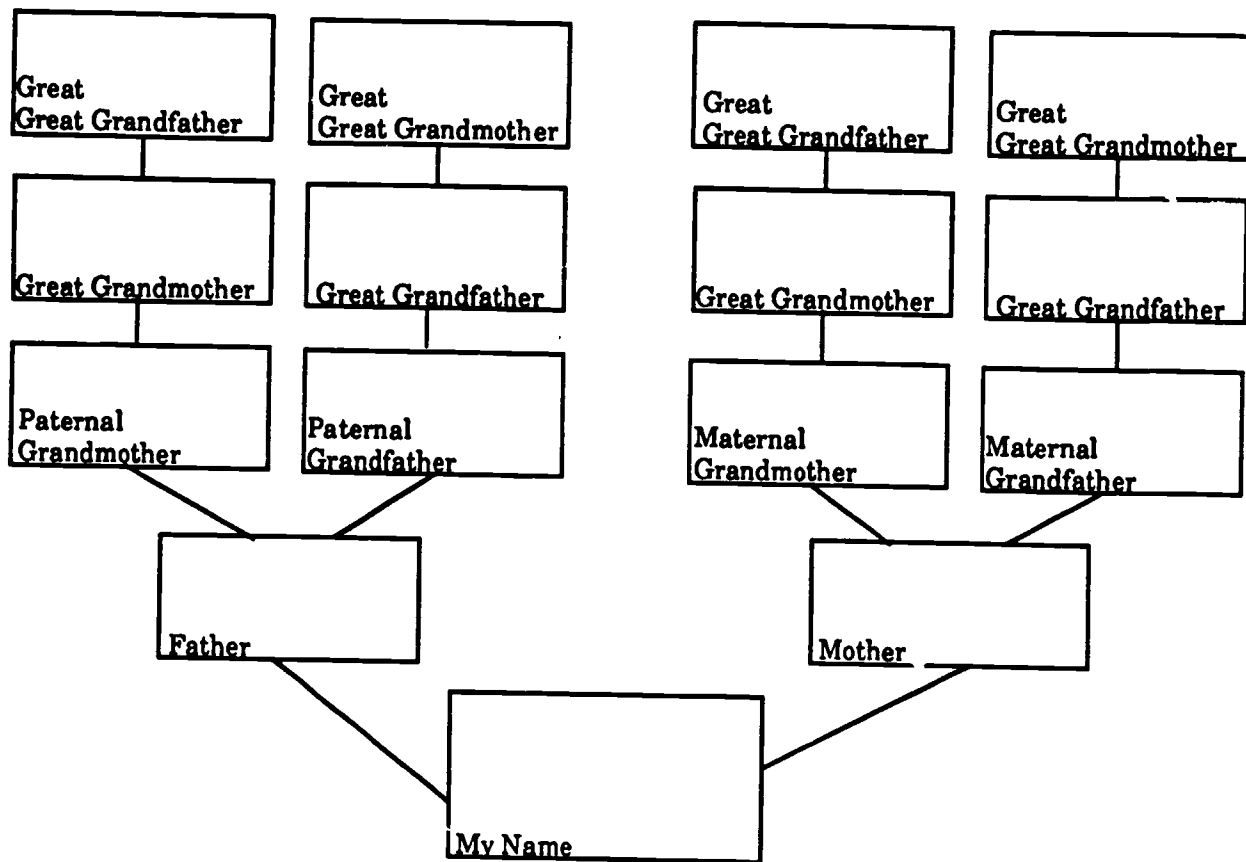 Great
Great Grandfather
Great
Great Grandmother
Great
Great Grandfather
Great
Great Grandmother
Great Grandmother
Great Grandfather
Great Grandmother
Great Grandfather
Paternal
Grandmother
Paternal
Grandfather
Maternal
Grandmother
Maternal
Grandfather
Father
Mother
My Name